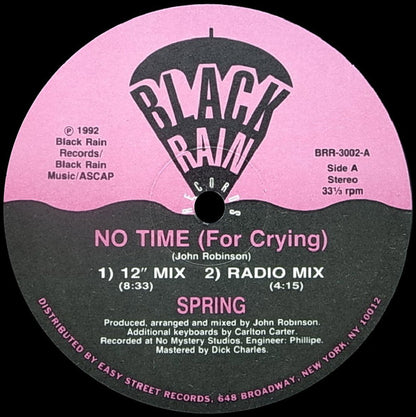 BLACK
RAIN
RECORDS
℗ 1992
Black Rain
Records/
Black Rain
Music/ASCAP
BRR-3002-A
Side A
Stereo
33⅓ rpm
NO TIME (For Crying)
(John Robinson)
1) 12" MIX 2) RADIO MIX
(8:33) (4:15)
SPRING
Produced, arranged and mixed by John Robinson.
Additional keyboards by Carlton Carter.
Recorded at No Mystery Studios. Engineer: Phillipe.
Mastered by Dick Charles.
DISTRIBUTED BY EASY STREET RECORDS, 648 BROADWAY, NEW YORK, NY 10012